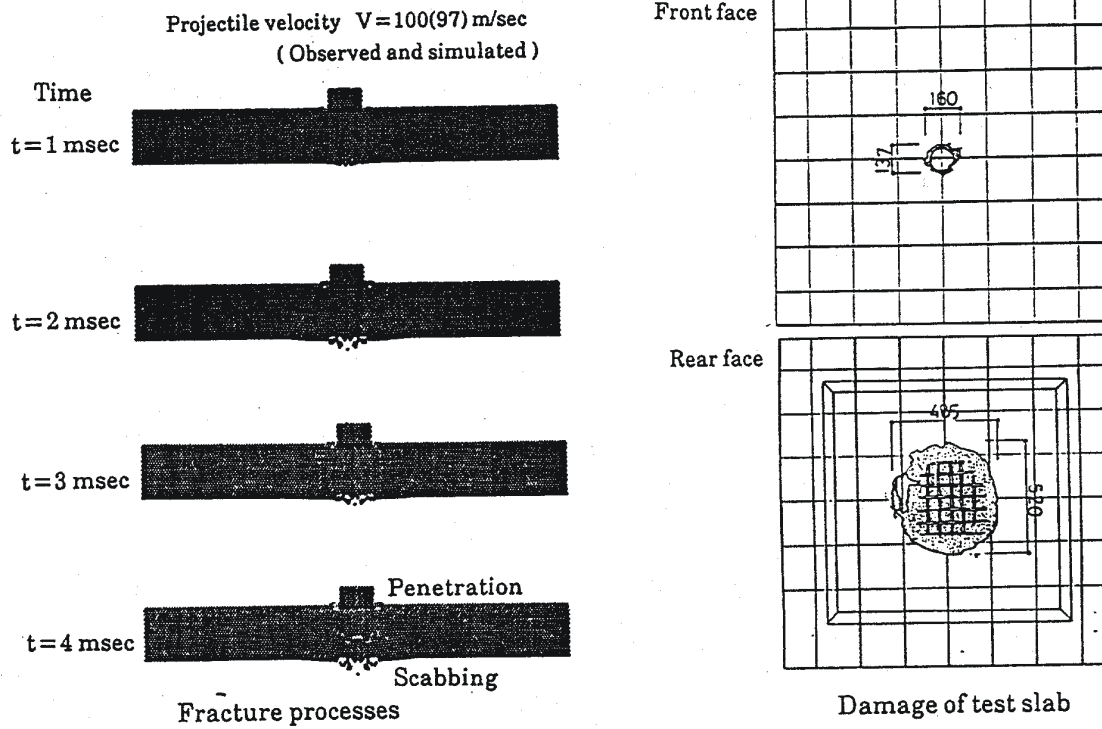 Projectile velocity V=100(97) m/sec
( Observed and simulated )
Time
t=1 msec
t=2 msec
t=3 msec
t=4 msec
Penetration
Scabbing
Fracture processes
Front face
160
137
Rear face
485
520
Damage of test slab